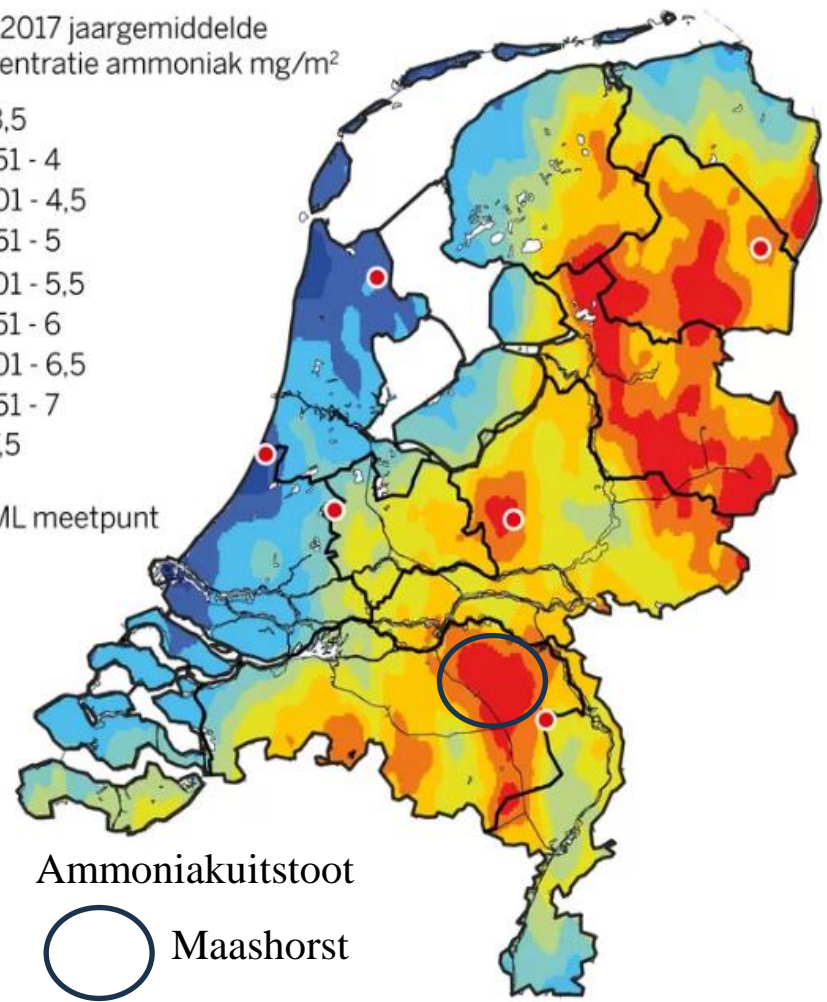 2017 jaargemiddelde
entratie ammoniak mg/m²
3,5
51 - 4
01 - 4,5
51 - 5
01 - 5,5
51 - 6
01 - 6,5
51 - 7
,5
ML meetpunt
Ammoniakuitstoot
Maashorst